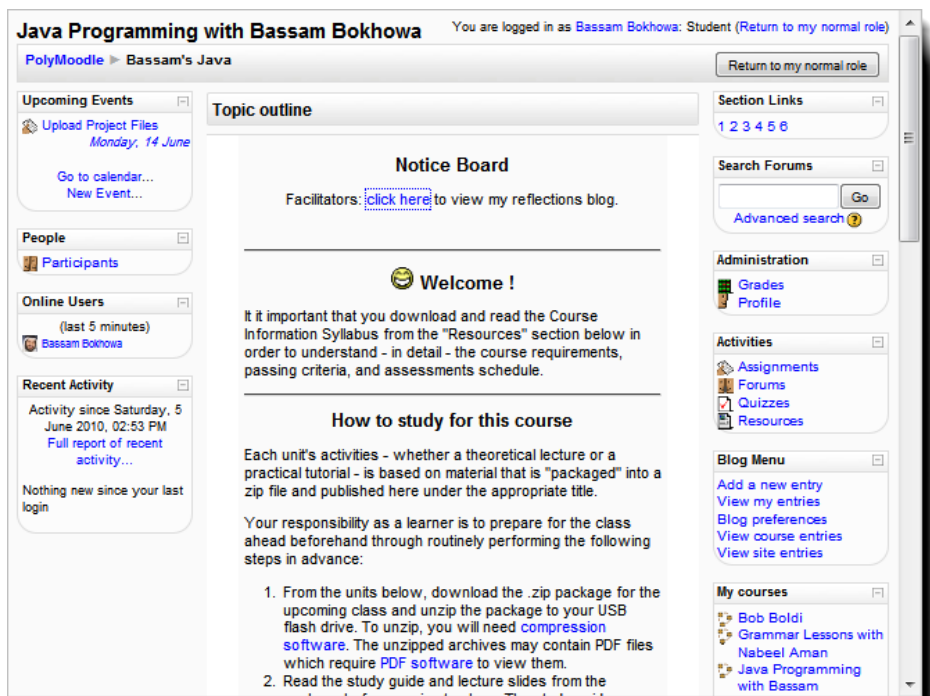 Java Programming with Bassam Bokhowa
You are logged in as Bassam Bokhowa: Student (Return to my normal role)
PolyMoodle ► Bassam's Java
Return to my normal role
Upcoming Events
Upload Project Files
Monday, 14 June
Go to calendar...
New Event...
People
Participants
Online Users
(last 5 minutes)
Bassam Bokhowa
Recent Activity
Activity since Saturday, 5
June 2010, 02:53 PM
Full report of recent
activity...
Nothing new since your last
login
Topic outline
Notice Board
Facilitators: click here to view my reflections blog.
Welcome !
It it important that you download and read the Course
Information Syllabus from the "Resources" section below in
order to understand - in detail - the course requirements,
passing criteria, and assessments schedule.
How to study for this course
Each unit's activities - whether a theoretical lecture or a
practical tutorial - is based on material that is "packaged" into a
zip file and published here under the appropriate title.
Your responsibility as a learner is to prepare for the class
ahead beforehand through routinely performing the following
steps in advance:
1. From the units below, download the .zip package for the
upcoming class and unzip the package to your USB
flash drive. To unzip, you will need compression
software. The unzipped archives may contain PDF files
which require PDF software to view them.
2. Read the study guide and lecture slides from the
Section Links
1 2 3 4 5 6
Search Forums
Go
Advanced search
Administration
Grades
Profile
Activities
Assignments
Forums
Quizzes
Resources
Blog Menu
Add a new entry
View my entries
Blog preferences
View course entries
View site entries
My courses
Bob Boldi
Grammar Lessons with
Nabeel Aman
Java Programming
with Bassam